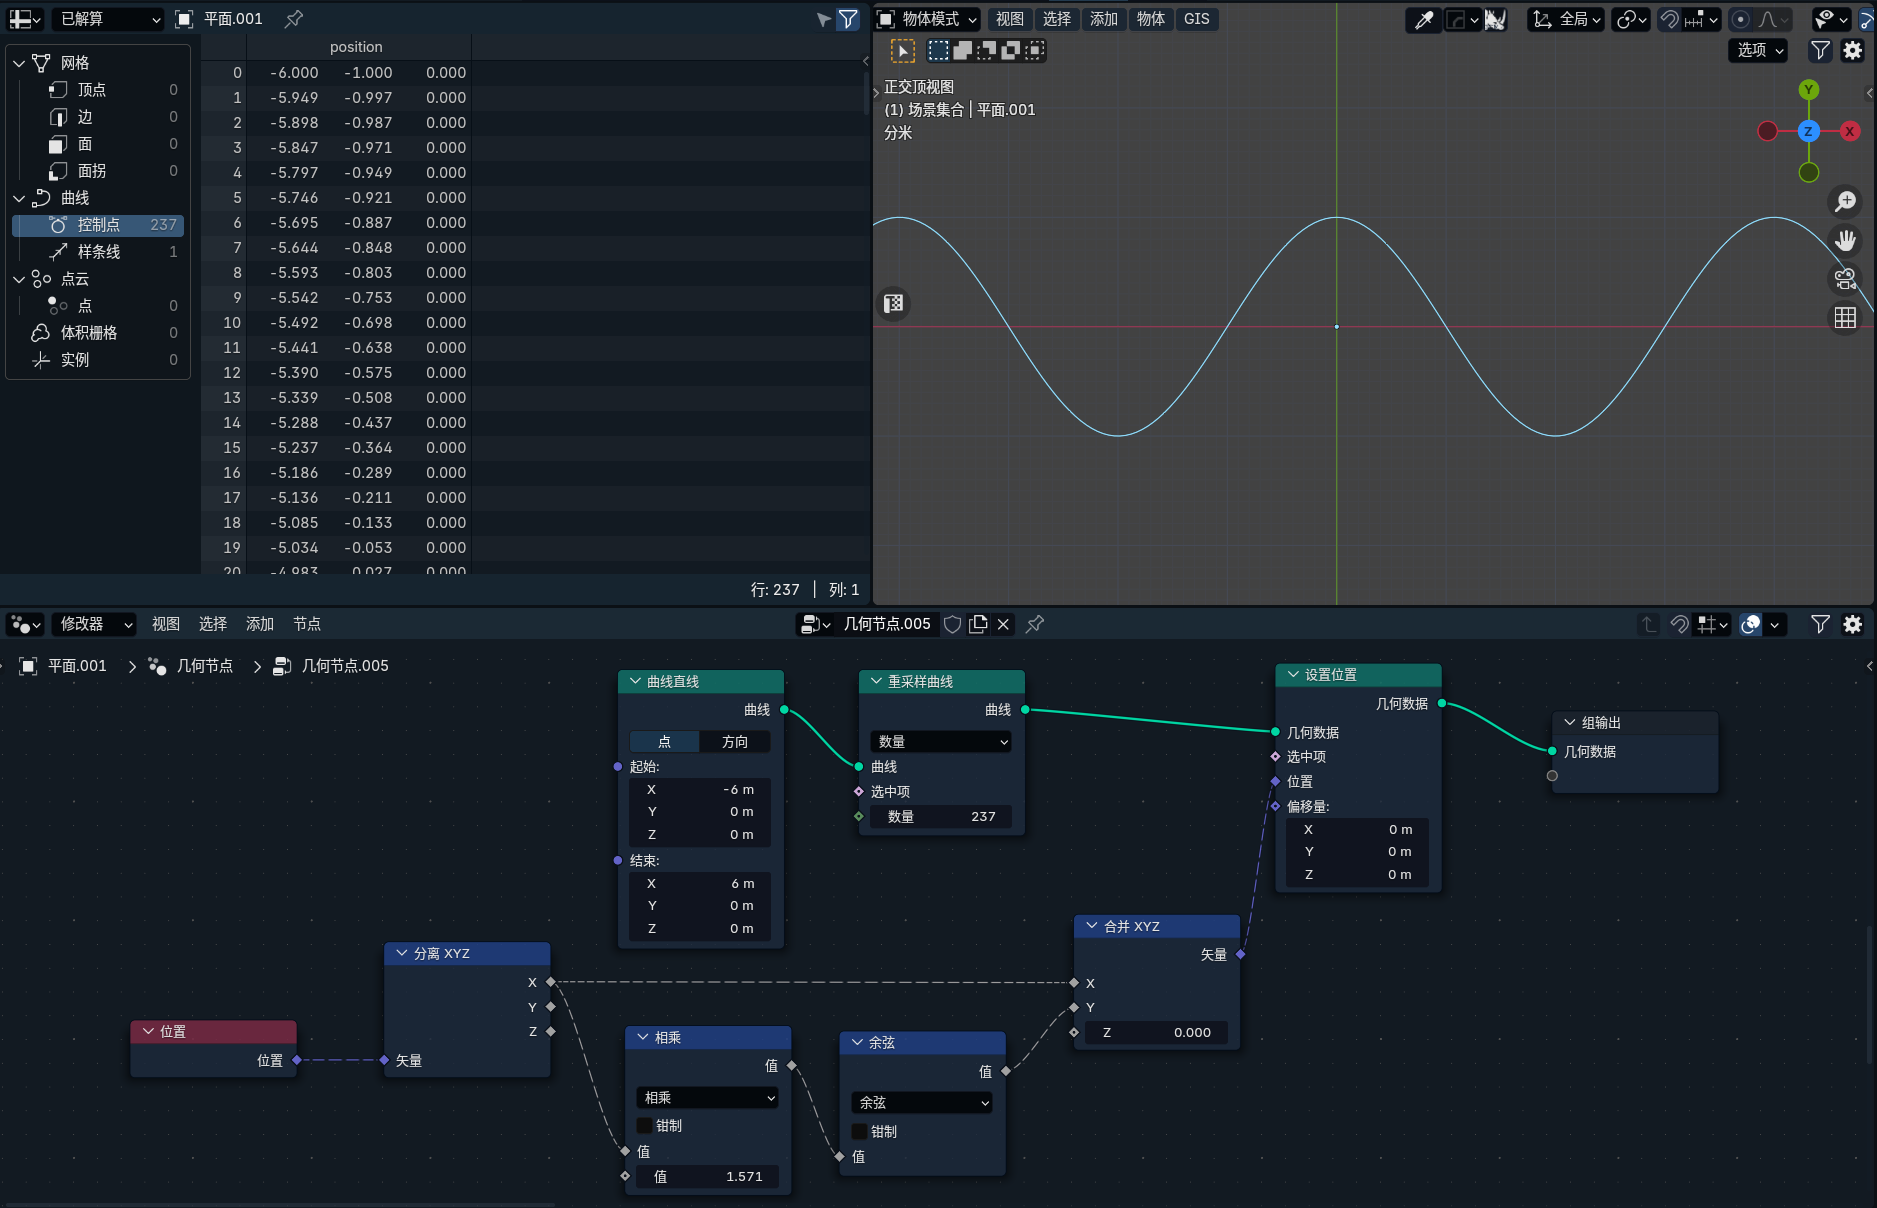 已解算 平面.001
物体模式 视图 选择 添加 物体 GIS 全局
选项
网格
顶点 0
边 0
面 0
面拐 0
曲线
控制点 237
样条线 1
点云
点 0
体积栅格 0
实例 0
position
0 -6.000 -1.000 0.000
1 -5.949 -0.997 0.000
2 -5.898 -0.987 0.000
3 -5.847 -0.971 0.000
4 -5.797 -0.949 0.000
5 -5.746 -0.921 0.000
6 -5.695 -0.887 0.000
7 -5.644 -0.848 0.000
8 -5.593 -0.803 0.000
9 -5.542 -0.753 0.000
10 -5.492 -0.698 0.000
11 -5.441 -0.638 0.000
12 -5.390 -0.575 0.000
13 -5.339 -0.508 0.000
14 -5.288 -0.437 0.000
15 -5.237 -0.364 0.000
16 -5.186 -0.289 0.000
17 -5.136 -0.211 0.000
18 -5.085 -0.133 0.000
19 -5.034 -0.053 0.000
20 -4.983 0.027 0.000
行: 237 | 列: 1
正交顶视图
(1) 场景集合 | 平面.001
分米
Y
Z X
修改器 视图 选择 添加 节点 几何节点.005
平面.001 > 几何节点 > 几何节点.005
曲线直线
曲线
点 方向
起始:
X -6 m
Y 0 m
Z 0 m
结束:
X 6 m
Y 0 m
Z 0 m
重采样曲线
曲线
数量
曲线
选中项
数量 237
设置位置
几何数据
几何数据
选中项
位置
偏移量:
X 0 m
Y 0 m
Z 0 m
组输出
几何数据
位置
位置
分离 XYZ
X
Y
Z
矢量
相乘
值
相乘
钳制
值
值 1.571
余弦
值
余弦
钳制
值
合并 XYZ
矢量
X
Y
Z 0.000